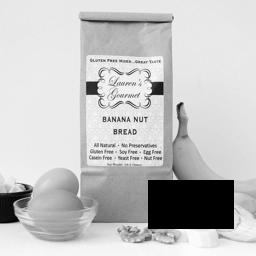 Gluten Free Mixes...Great Taste
Lauren's
Gourmet
BANANA NUT
BREAD
All Natural • No Preservatives
Gluten Free • Soy Free • Egg Free
Casein Free • Yeast Free • Nut Free